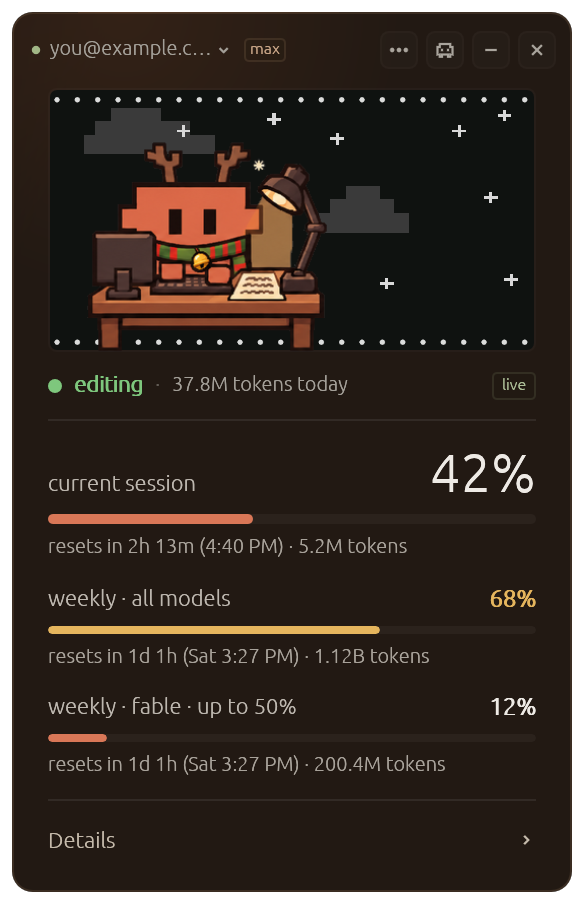 you@example.c... max
editing · 37.8M tokens today live
current session 42%
resets in 2h 13m (4:40 PM) · 5.2M tokens
weekly · all models 68%
resets in 1d 1h (Sat 3:27 PM) · 1.12B tokens
weekly · fable · up to 50% 12%
resets in 1d 1h (Sat 3:27 PM) · 200.4M tokens
Details